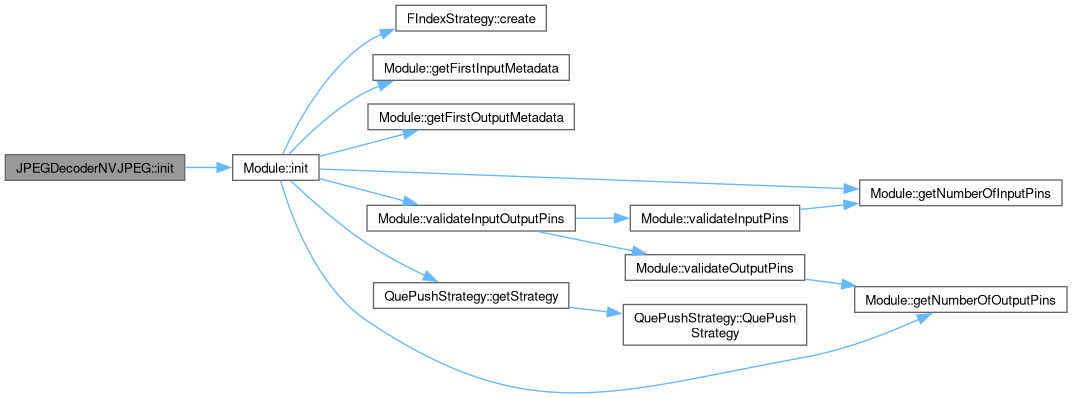 FIndexStrategy::create
Module::getFirstInputMetadata
Module::getFirstOutputMetadata
JPEGDecoderNVJPEG::init
Module::init
Module::getNumberOfInputPins
Module::validateInputOutputPins
Module::validateInputPins
Module::validateOutputPins
QuePushStrategy::getStrategy
Module::getNumberOfOutputPins
QuePushStrategy::QuePush
Strategy